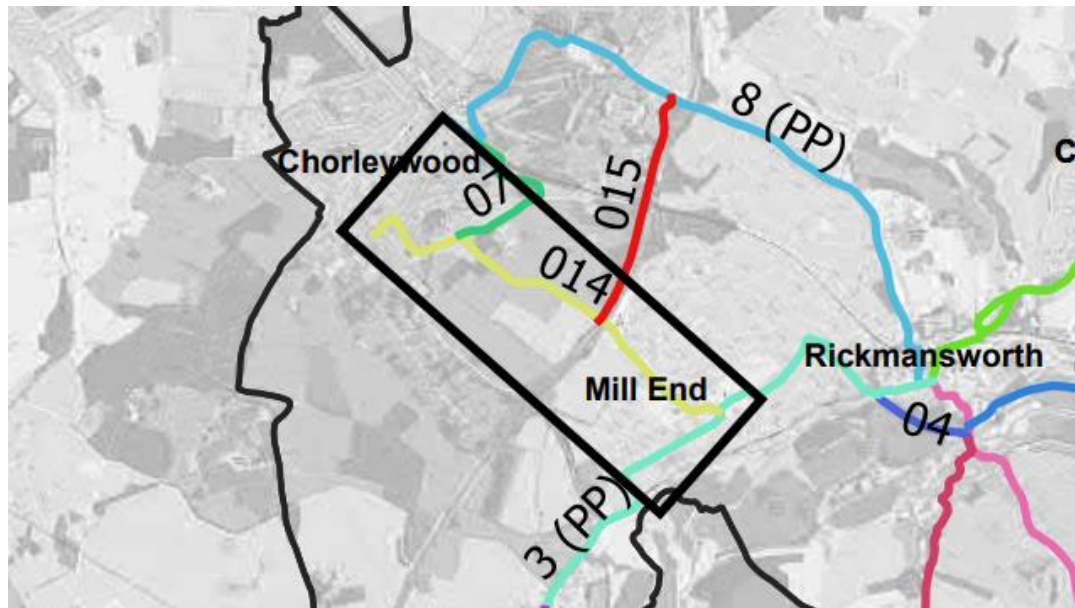 8 (PP)
C
Chorleywood
07
015
014
Rickmansworth
Mill End
04
3 (PP)